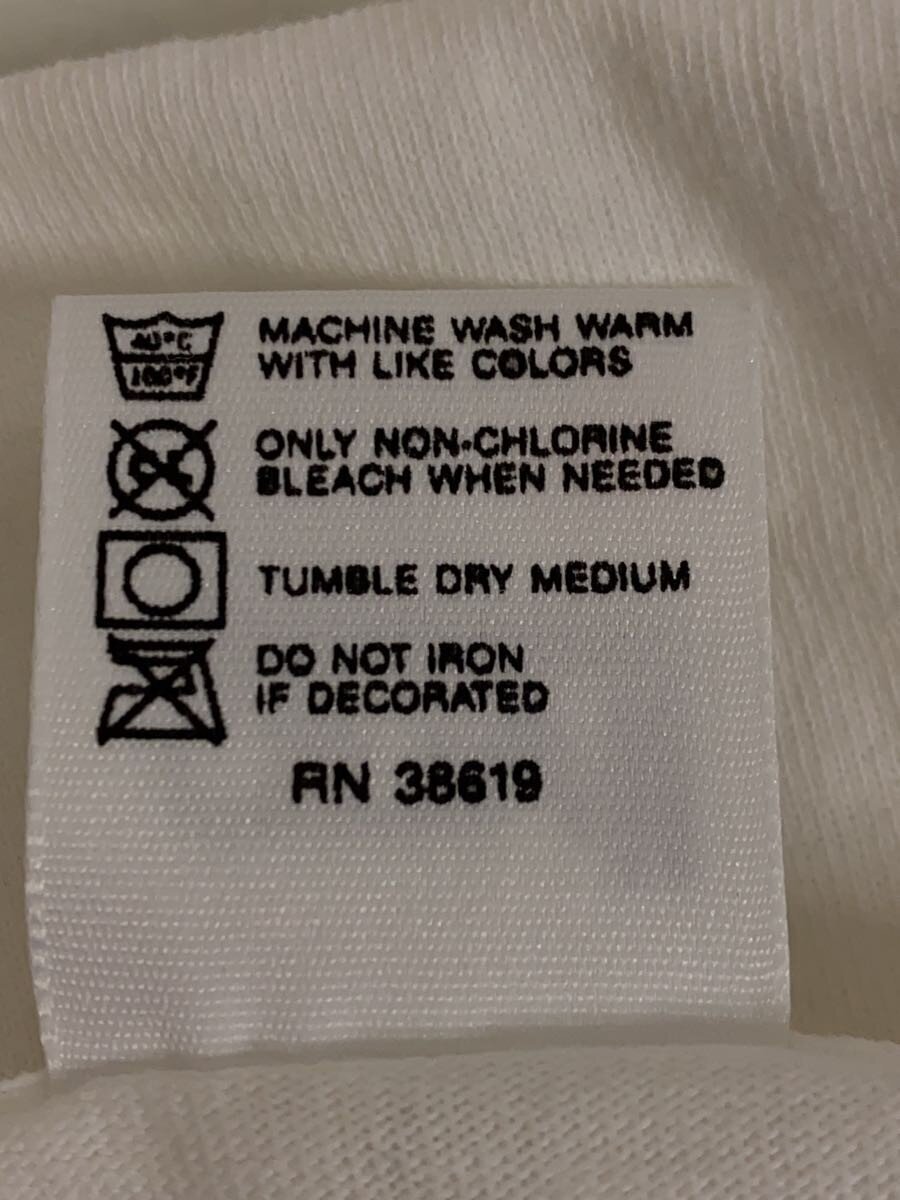 40°C
100°F
MACHINE WASH WARM
WITH LIKE COLORS
ONLY NON-CHLORINE
BLEACH WHEN NEEDED
TUMBLE DRY MEDIUM
DO NOT IRON
IF DECORATED
RN 38619